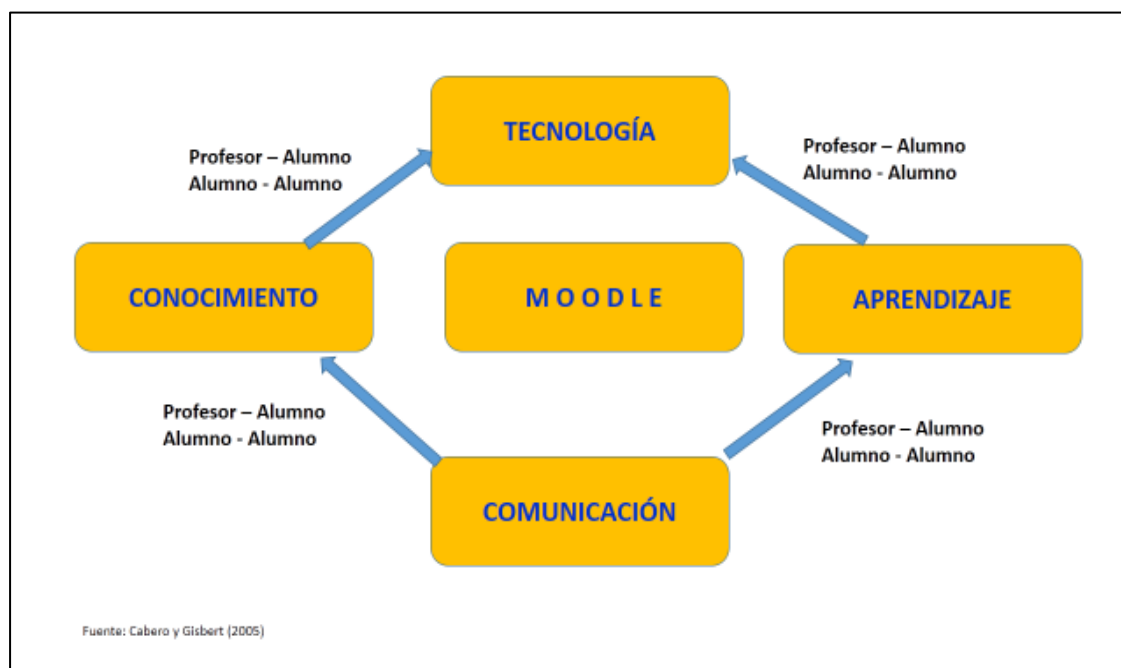 TECNOLOGÍA
Profesor – Alumno
Alumno - Alumno
Profesor – Alumno
Alumno - Alumno
CONOCIMIENTO
M O O D L E
APRENDIZAJE
Profesor – Alumno
Alumno - Alumno
Profesor – Alumno
Alumno - Alumno
COMUNICACIÓN
Fuente: Cabero y Gisbert (2005)